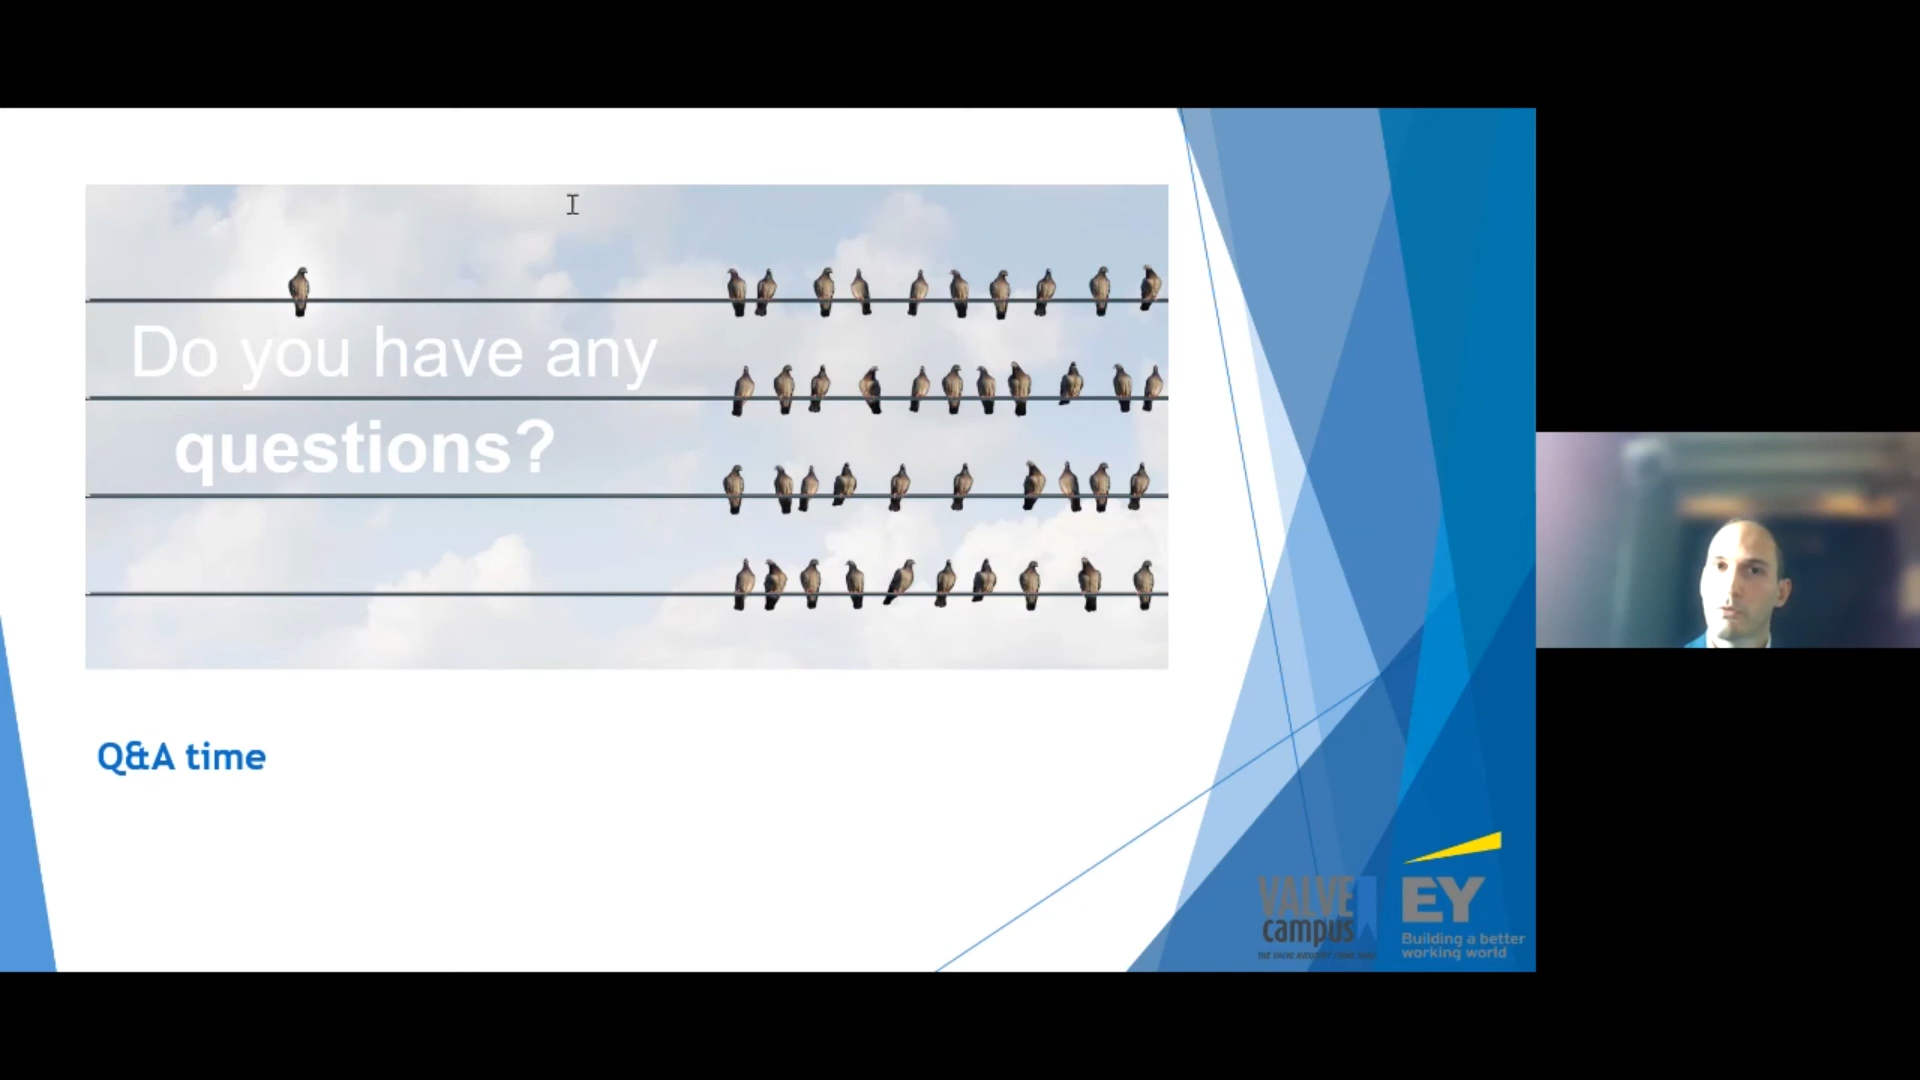 Do you have any
questions?
Q&A time
VALVE
campus
EY
Building a better
working world